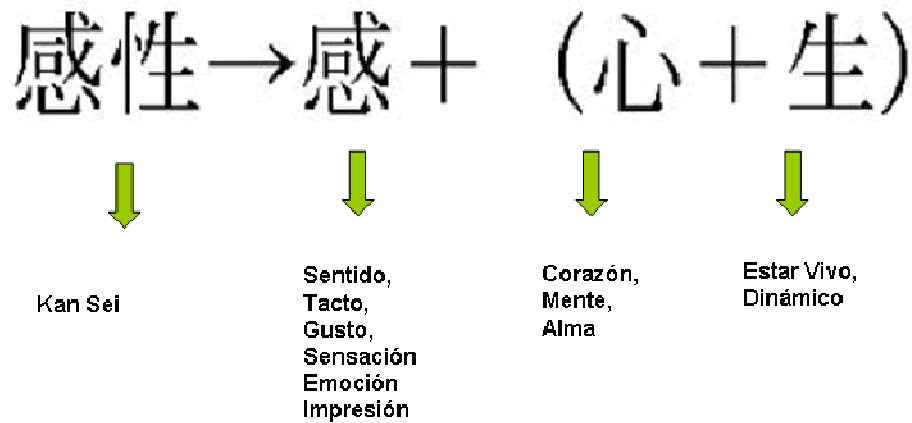 感性→感＋（心＋生）
Kan Sei
Sentido,
Tacto,
Gusto,
Sensación
Emoción
Impresión
Corazón,
Mente,
Alma
Estar Vivo,
Dinámico